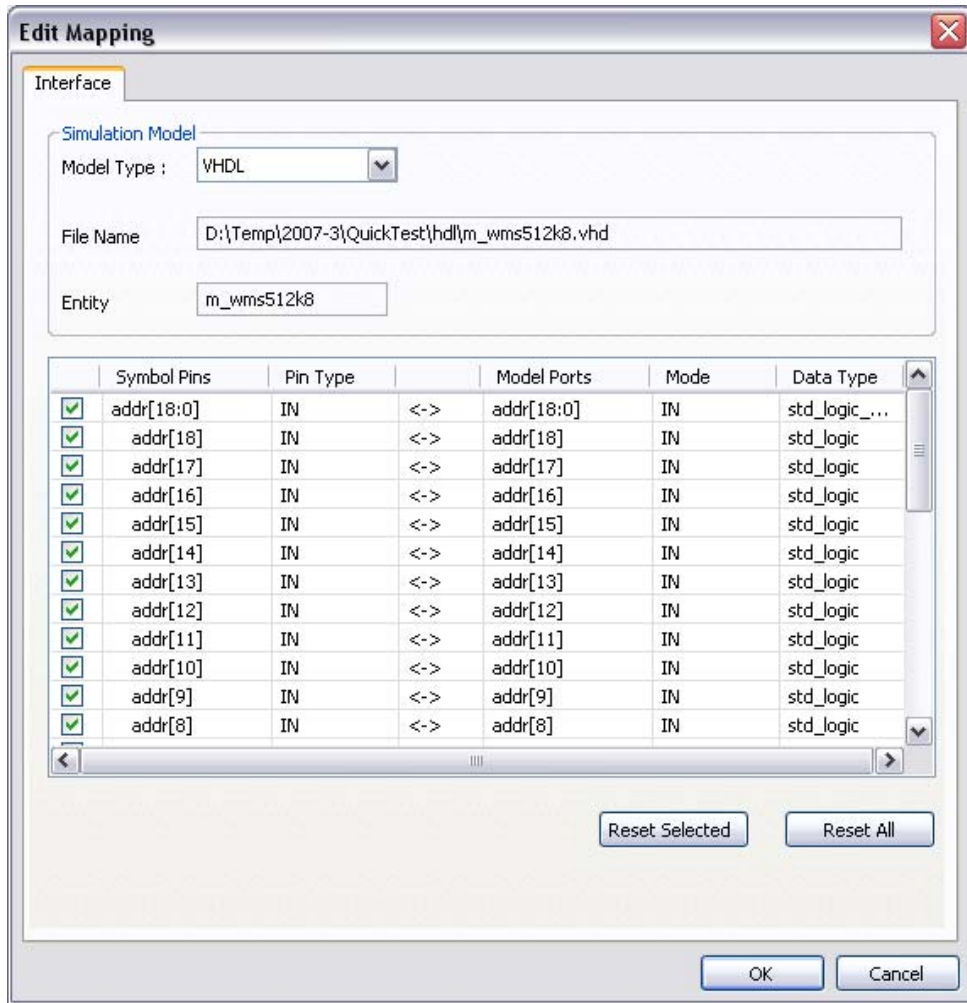 Edit Mapping
Interface
Simulation Model
Model Type : VHDL
File Name D:\Temp\2007-3\QuickTest\hdl\m_wms512k8.vhd
Entity m_wms512k8
Symbol Pins Pin Type Model Ports Mode Data Type
addr[18:0] IN <-> addr[18:0] IN std_logic_...
addr[18] IN <-> addr[18] IN std_logic
addr[17] IN <-> addr[17] IN std_logic
addr[16] IN <-> addr[16] IN std_logic
addr[15] IN <-> addr[15] IN std_logic
addr[14] IN <-> addr[14] IN std_logic
addr[13] IN <-> addr[13] IN std_logic
addr[12] IN <-> addr[12] IN std_logic
addr[11] IN <-> addr[11] IN std_logic
addr[10] IN <-> addr[10] IN std_logic
addr[9] IN <-> addr[9] IN std_logic
addr[8] IN <-> addr[8] IN std_logic
Reset Selected Reset All
OK Cancel